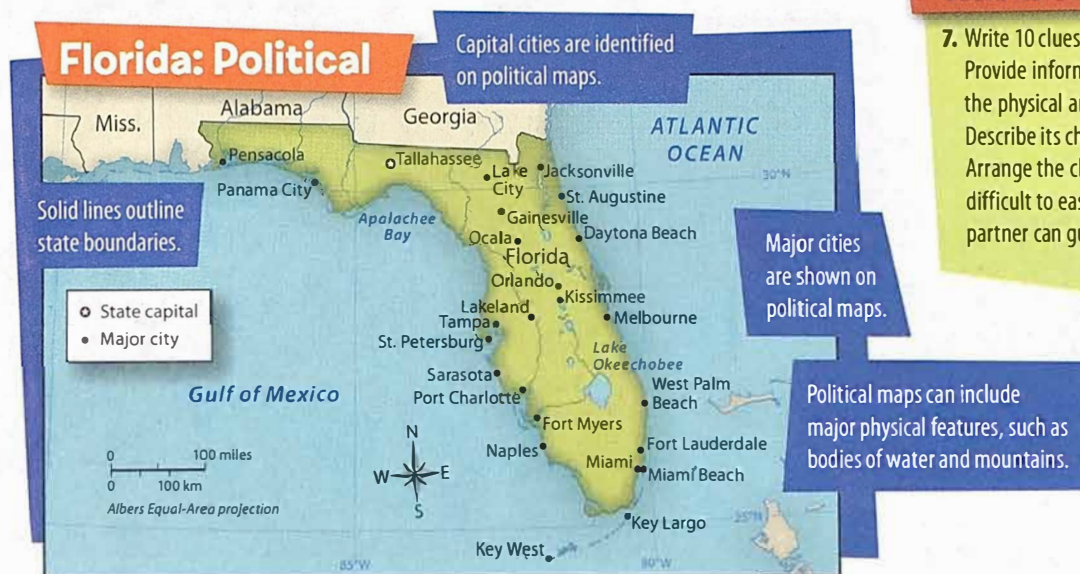 Florida: Political
Capital cities are identified
on political maps.
7. Write 10 clues
Provide inform
the physical a
Describe its ch
Arrange the cl
difficult to eas
partner can gu
Miss.
Alabama
Georgia
ATLANTIC
OCEAN
30°N
Pensacola
Tallahassee
Lake
City
Jacksonville
Panama City
St. Augustine
Solid lines outline
state boundaries.
Apalachee
Bay
Gainesville
Ocala
Daytona Beach
Florida
Major cities
are shown on
political maps.
Orlando
Kissimmee
State capital
Major city
Lakeland
Tampa
Melbourne
St. Petersburg
Lake
Okeechobee
Sarasota
Gulf of Mexico
Port Charlotte
West Palm
Beach
Political maps can include
major physical features, such as
bodies of water and mountains.
Fort Myers
N
W
E
S
Naples
Fort Lauderdale
Miami
Miami Beach
0
100 miles
0
100 km
Albers Equal-Area projection
Key Largo
25°N
Key West
85°W
80°W